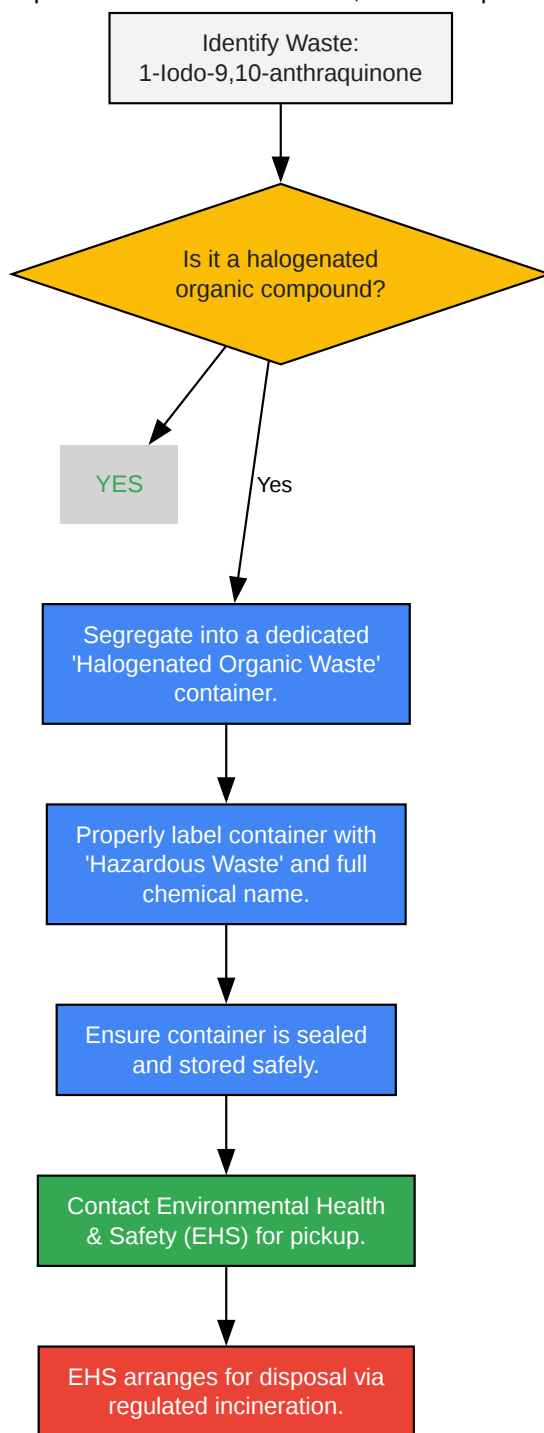 Identify Waste:
1-Iodo-9,10-anthraquinone
Is it a halogenated
organic compound?
YES
Yes
Segregate into a dedicated
'Halogenated Organic Waste'
container.
Properly label container with
'Hazardous Waste' and full
chemical name.
Ensure container is sealed
and stored safely.
Contact Environmental Health
& Safety (EHS) for pickup.
EHS arranges for disposal via
regulated incineration.